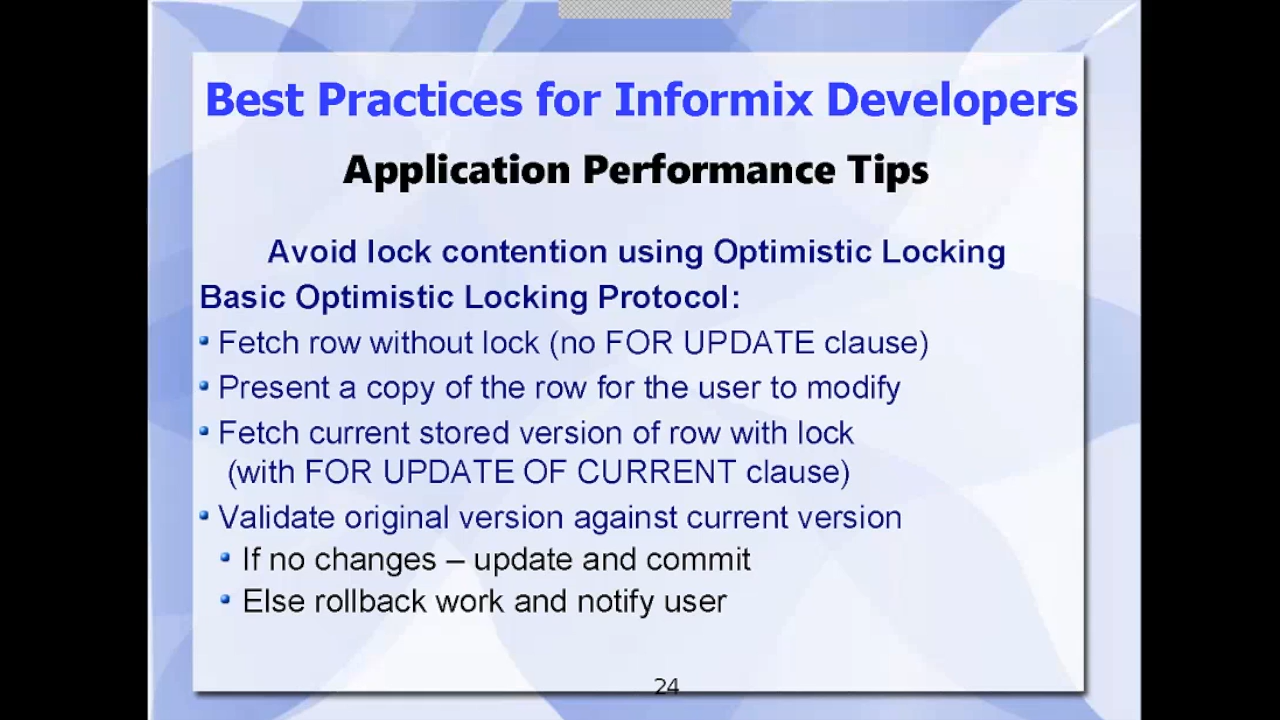 Best Practices for Informix Developers
Application Performance Tips
Avoid lock contention using Optimistic Locking
Basic Optimistic Locking Protocol:
• Fetch row without lock (no FOR UPDATE clause)
• Present a copy of the row for the user to modify
• Fetch current stored version of row with lock
(with FOR UPDATE OF CURRENT clause)
• Validate original version against current version
• If no changes – update and commit
• Else rollback work and notify user
24